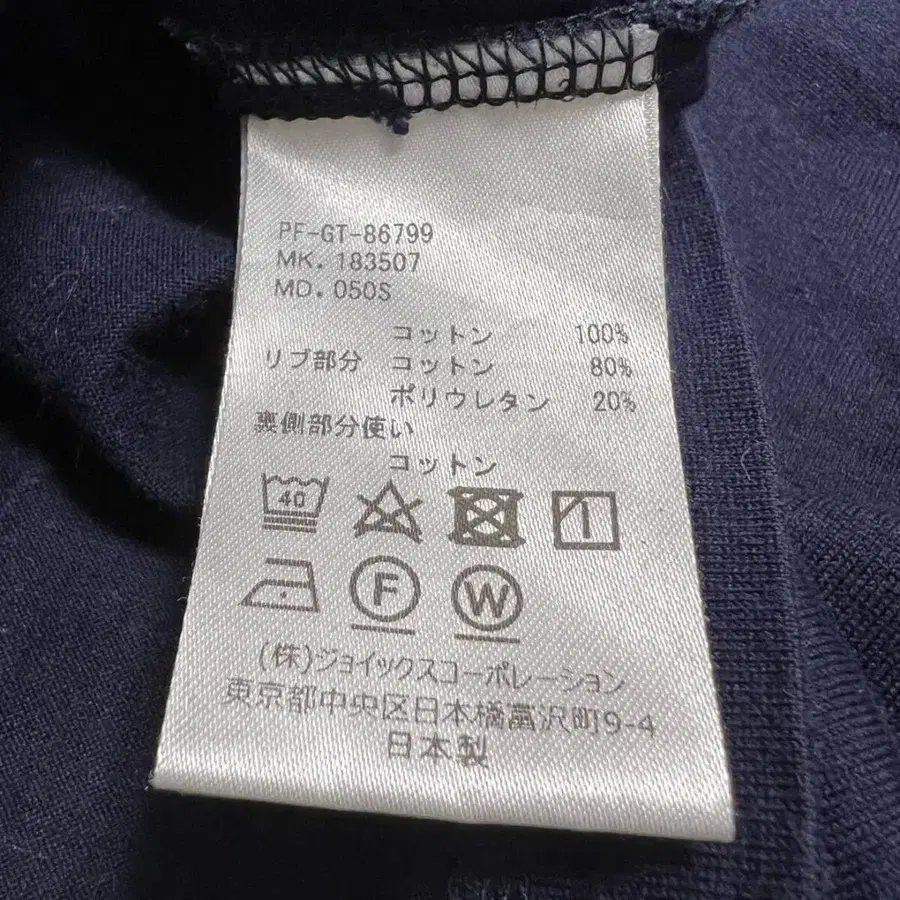 PF-GT-86799
MK. 183507
MD. 050S
コットン 100%
リブ部分 コットン 80%
ポリウレタン 20%
裏側部分使い
コットン
40
F W
(株)ジョイックスコーポレーション
東京都中央区日本橋富沢町9-4
日本製